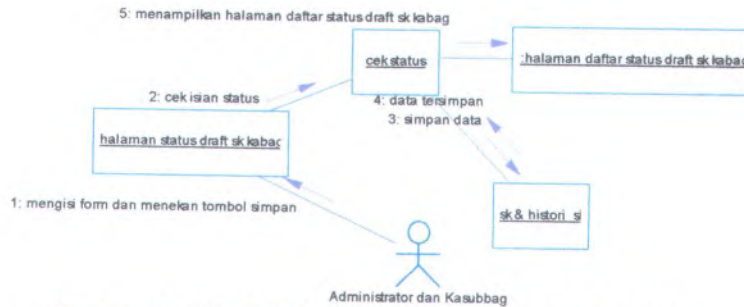 5: menampilkan halaman daftar status draft sk kabag
cek status
:halaman daftar status draft sk kabag
2: cek isian status
4: data tersimpan
3: simpan data
halaman status draft sk kabag
1: mengisi form dan menekan tombol simpan
sk & histori_s
Administrator dan Kasubbag